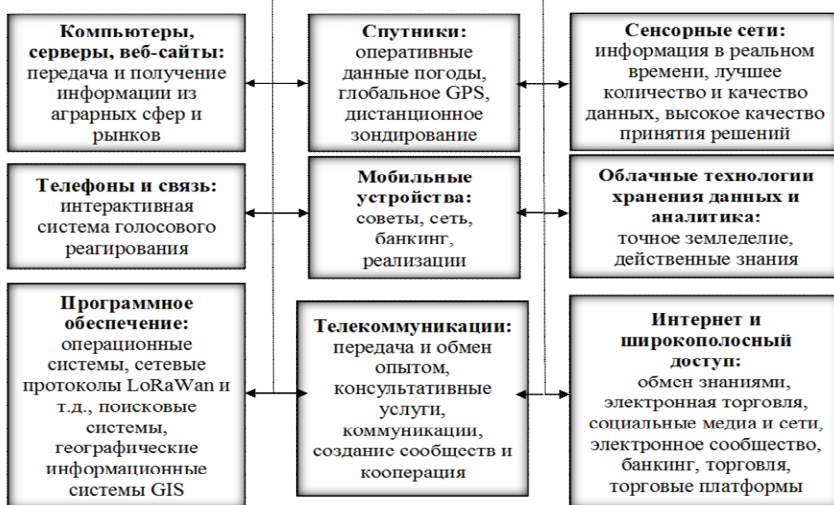 Компьютеры,
серверы, веб-сайты:
передача и получение
информации из
аграрных сфер и
рынков
Спутники:
оперативные
данные погоды,
глобальное GPS,
дистанционное
зондирование
Сенсорные сети:
информация в реальном
времени, лучшее
количество и качество
данных, высокое качество
принятия решений
Телефоны и связь:
интерактивная
система голосового
реагирования
Мобильные
устройства:
советы, сеть,
банкинг,
реализации
Облачные технологии
хранения данных и
аналитика:
точное земледелие,
действенные знания
Программное
обеспечение:
операционные
системы, сетевые
протоколы LoRaWan и
т.д., поисковые
системы,
географические
информационные
системы GIS
Телекоммуникации:
передача и обмен
опытом,
консультативные
услуги,
коммуникации,
создание сообществ и
кооперация
Интернет и
широкополосный
доступ:
обмен знаниями,
электронная торговля,
социальные медиа и сети,
электронное сообщество,
банкинг, торговля,
торговые платформы